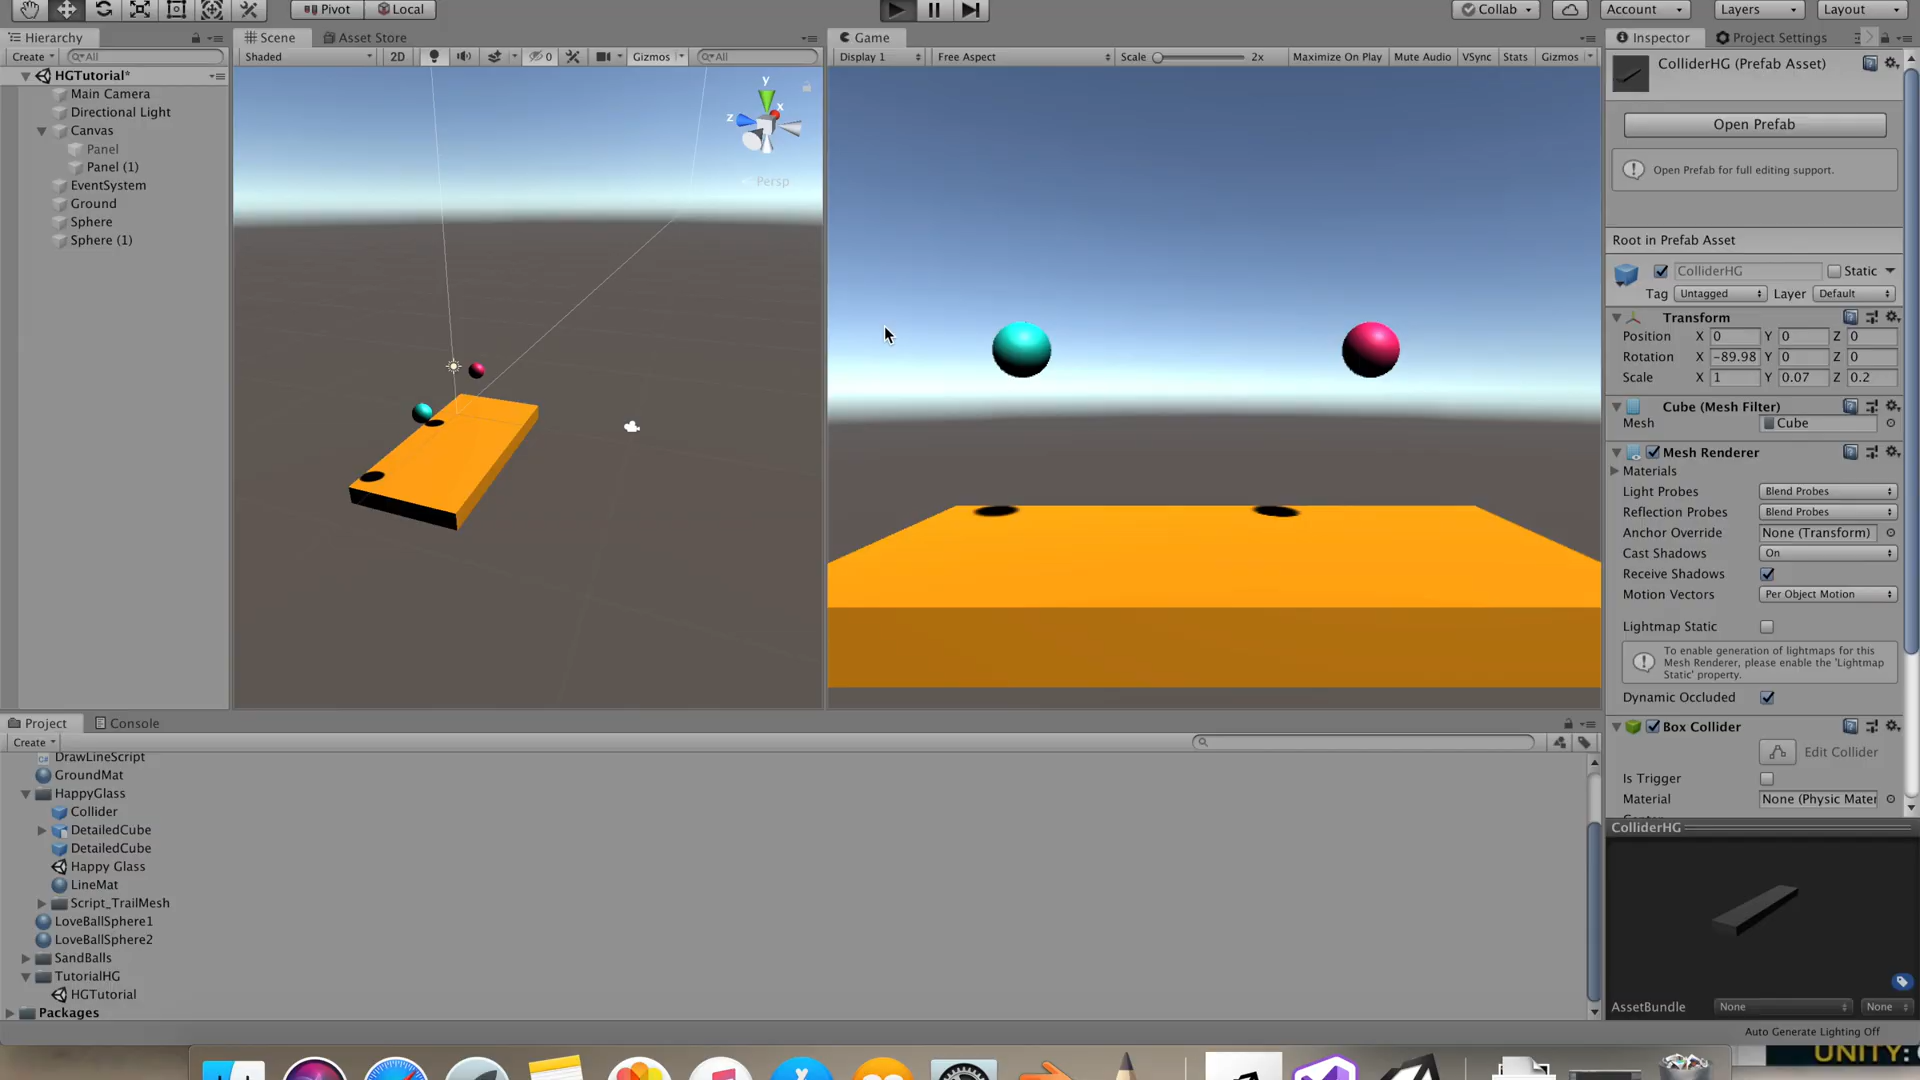 Pivot Local Collab Account Layers Layout
Hierarchy Scene Asset Store Game Inspector Project Settings
Create All Shaded 2D 0 Gizmos All Display 1 Free Aspect Scale 2x Maximize On Play Mute Audio VSync Stats Gizmos
HGTutorial*
Main Camera
Directional Light
Canvas
Panel
Panel (1)
EventSystem
Ground
Sphere
Sphere (1)
y
x
z
Persp
ColliderHG (Prefab Asset)
Open Prefab
Open Prefab for full editing support.
Root in Prefab Asset
ColliderHG Static
Tag Untagged Layer Default
Transform
Position X 0 Y 0 Z 0
Rotation X -89.98 Y 0 Z 0
Scale X 1 Y 0.07 Z 0.2
Cube (Mesh Filter)
Mesh Cube
Mesh Renderer
Materials
Light Probes Blend Probes
Reflection Probes Blend Probes
Anchor Override None (Transform)
Cast Shadows On
Receive Shadows
Motion Vectors Per Object Motion
Lightmap Static
To enable generation of lightmaps for this
Mesh Renderer, please enable the 'Lightmap
Static' property.
Dynamic Occluded
Box Collider
Edit Collider
Is Trigger
Material None (Physic Mater
ColliderHG
AssetBundle None None
Auto Generate Lighting Off
Project Console
Create
DrawLineScript
GroundMat
HappyGlass
Collider
DetailedCube
DetailedCube
Happy Glass
LineMat
Script_TrailMesh
LoveBallSphere1
LoveBallSphere2
SandBalls
TutorialHG
HGTutorial
Packages
UNITY: